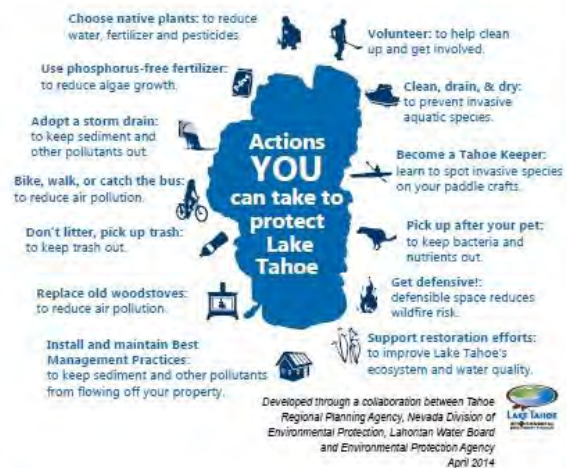 Choose native plants: to reduce
water, fertilizer and pesticides.
Use phosphorus-free fertilizer:
to reduce algae growth.
Adopt a storm drain:
to keep sediment and
other pollutants out.
Bike, walk, or catch the bus:
to reduce air pollution.
Don't litter, pick up trash:
to keep trash out.
Replace old woodstoves:
to reduce air pollution.
Install and maintain Best
Management Practices:
to keep sediment and other pollutants
from flowing off your property.
Actions
YOU
can take to
protect
Lake
Tahoe
Volunteer: to help clean
up and get involved.
Clean, drain, & dry:
to prevent invasive
aquatic species.
Become a Tahoe Keeper:
learn to spot invasive species
on your paddle crafts.
Pick up after your pet:
to keep bacteria and
nutrients out.
Get defensive!:
defensible space reduces
wildfire risk.
Support restoration efforts:
to improve Lake Tahoe's
ecosystem and water quality.
Developed through a collaboration between Tahoe
Regional Planning Agency, Nevada Division of
Environmental Protection, Lahontan Water Board
and Environmental Protection Agency
April 2014
LAKE TAHOE